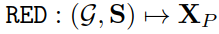 RED : (𝒢, S) ↦ X_P